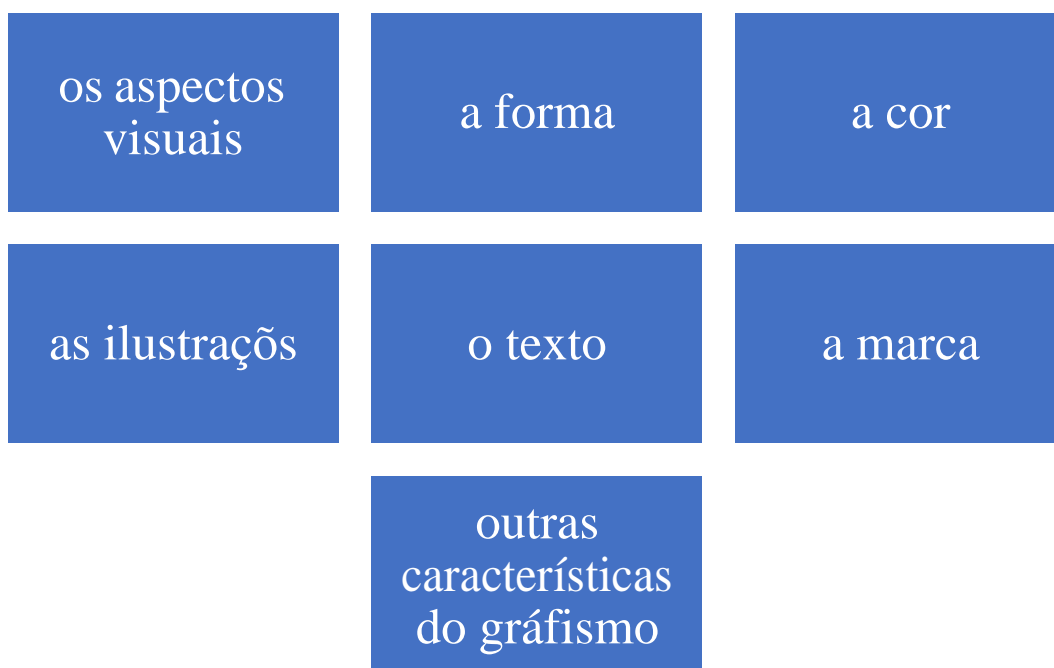 os aspectos
visuais
a forma
a cor
as ilustraçõs
o texto
a marca
outras
características
do gráfismo